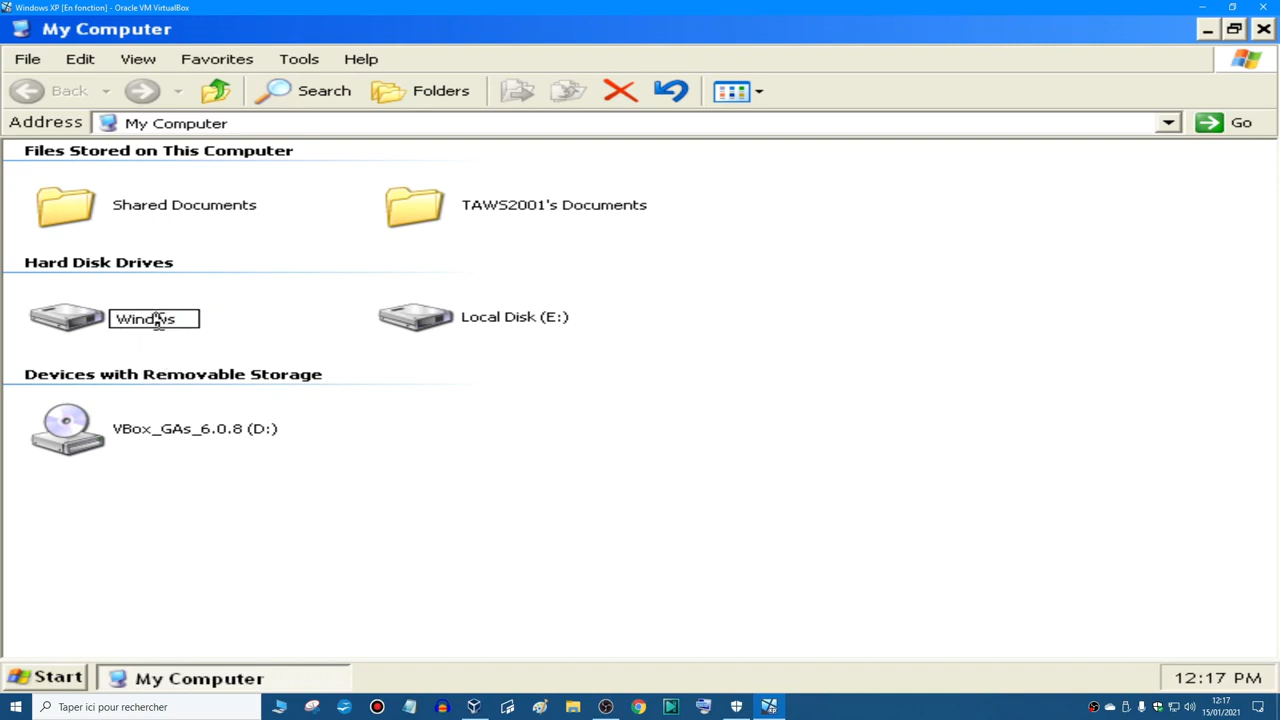 Windows XP [En fonction] - Oracle VM VirtualBox
My Computer
File Edit View Favorites Tools Help
Back Search Folders
Address My Computer Go
Files Stored on This Computer
Shared Documents TAWS2001's Documents
Hard Disk Drives
Local Disk (E:)
Devices with Removable Storage
VBox_GAs_6.0.8 (D:)
Start My Computer 12:17 PM
Taper ici pour rechercher
12:17
15/01/2021